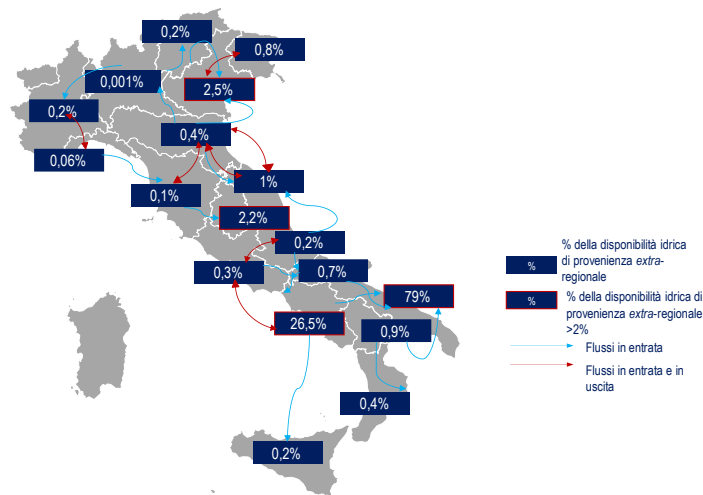 0,2%
0,8%
0,001%
2,5%
0,2%
0,4%
0,06%
1%
0,1%
2,2%
0,2%
0,3%
0,7%
79%
26,5%
0,9%
0,4%
0,2%
%
% della disponibilità idrica
di provenienza extra-
regionale
%
% della disponibilità idrica di
provenienza extra-regionale
>2%
Flussi in entrata
Flussi in entrata e in
uscita